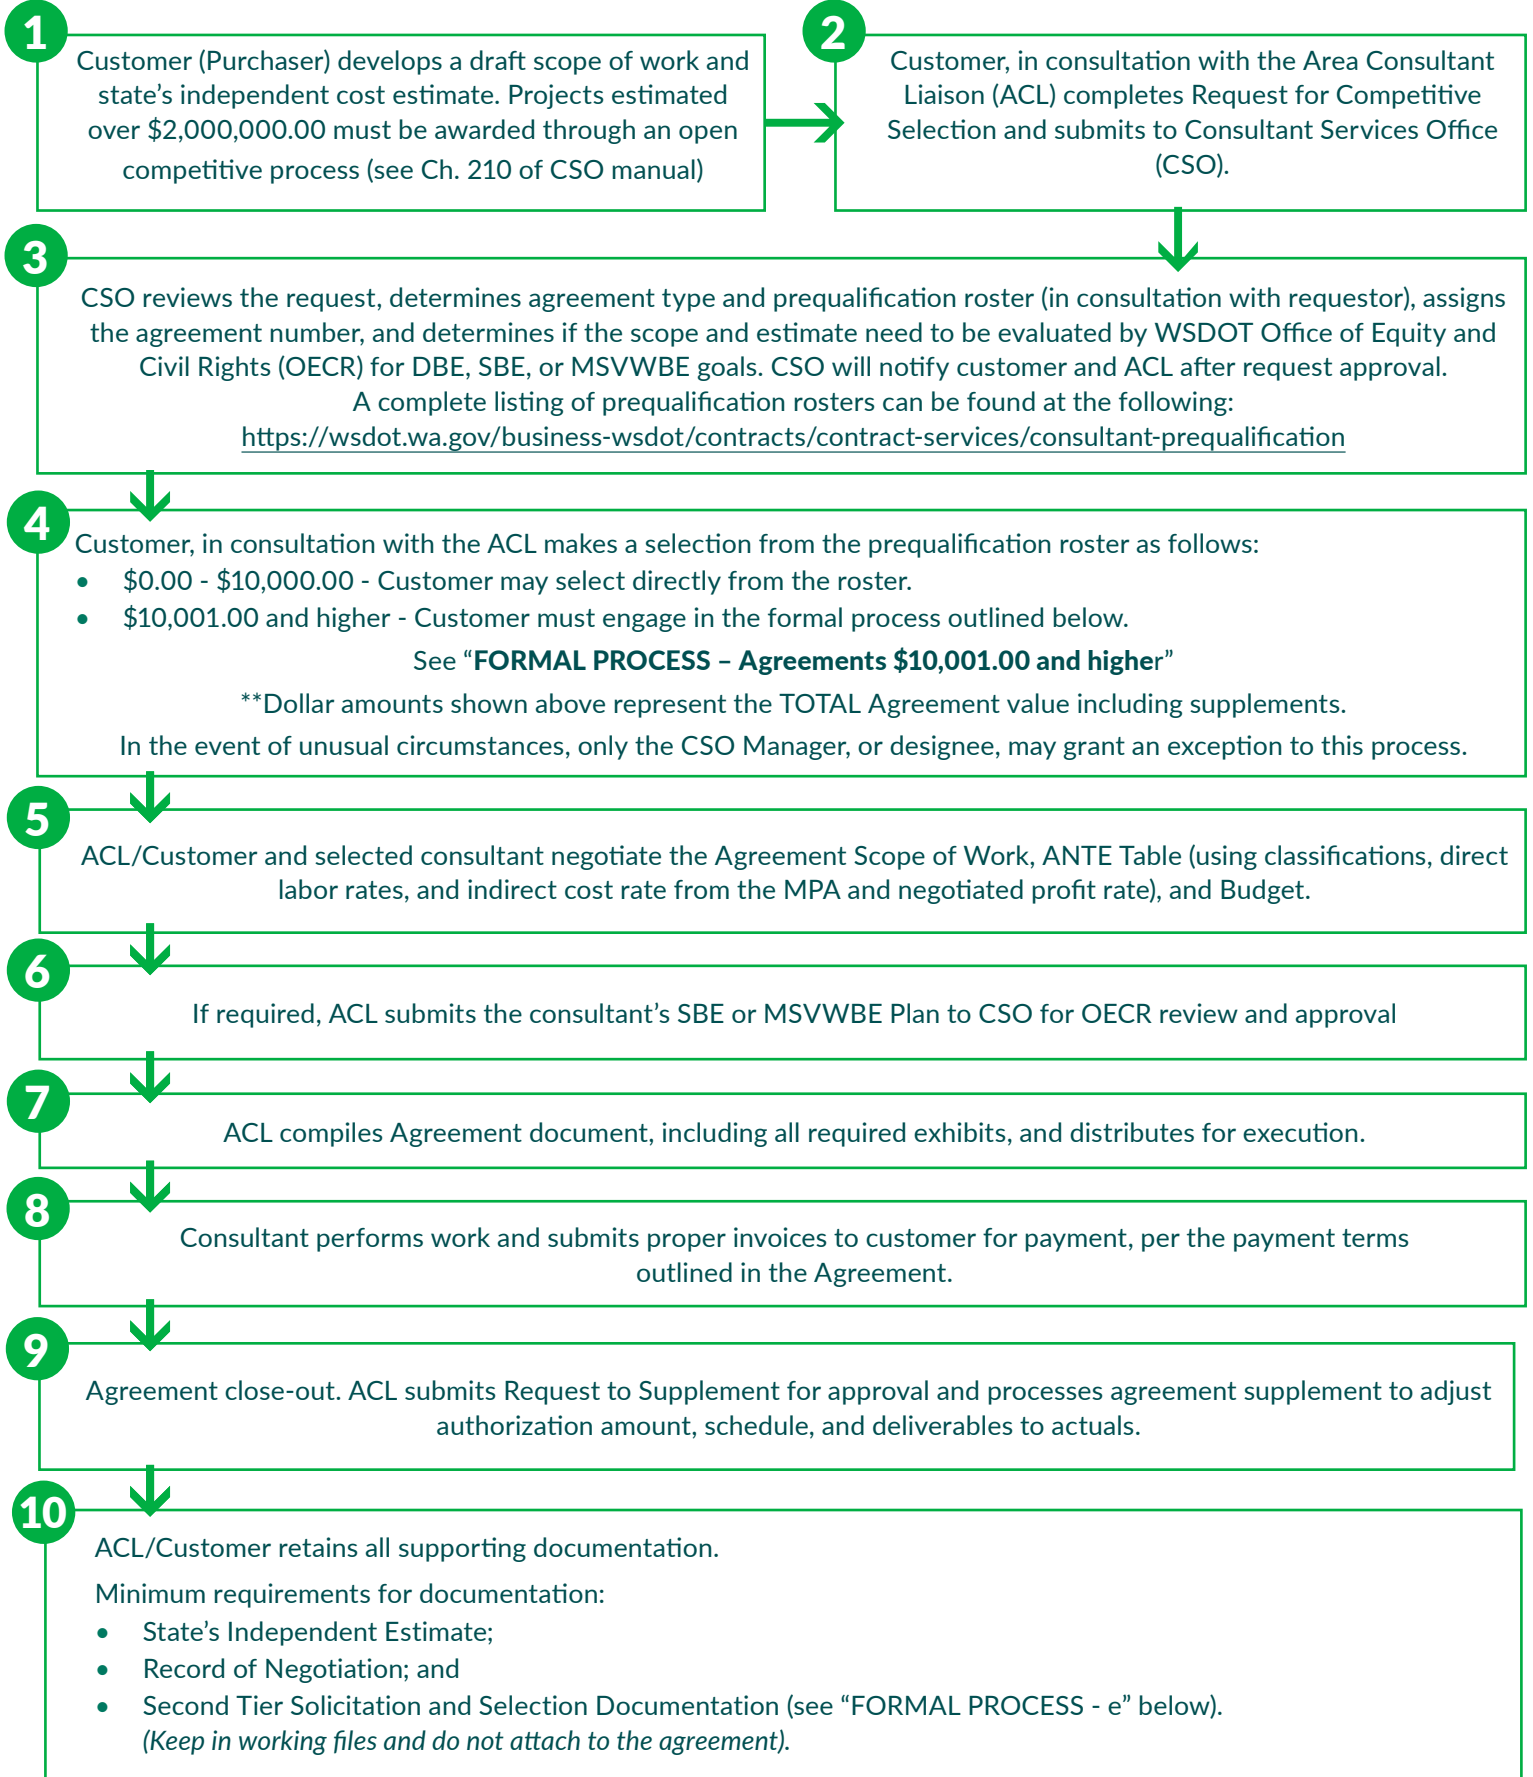 1
Customer (Purchaser) develops a draft scope of work and
state's independent cost estimate. Projects estimated
over $2,000,000.00 must be awarded through an open
competitive process (see Ch. 210 of CSO manual)
2
Customer, in consultation with the Area Consultant
Liaison (ACL) completes Request for Competitive
Selection and submits to Consultant Services Office
(CSO).
3
CSO reviews the request, determines agreement type and prequalification roster (in consultation with requestor), assigns
the agreement number, and determines if the scope and estimate need to be evaluated by WSDOT Office of Equity and
Civil Rights (OECR) for DBE, SBE, or MSVWBE goals. CSO will notify customer and ACL after request approval.
A complete listing of prequalification rosters can be found at the following:
https://wsdot.wa.gov/business-wsdot/contracts/contract-services/consultant-prequalification
4
Customer, in consultation with the ACL makes a selection from the prequalification roster as follows:
• $0.00 - $10,000.00 - Customer may select directly from the roster.
• $10,001.00 and higher - Customer must engage in the formal process outlined below.
See “FORMAL PROCESS – Agreements $10,001.00 and higher”
**Dollar amounts shown above represent the TOTAL Agreement value including supplements.
In the event of unusual circumstances, only the CSO Manager, or designee, may grant an exception to this process.
5
ACL/Customer and selected consultant negotiate the Agreement Scope of Work, ANTE Table (using classifications, direct
labor rates, and indirect cost rate from the MPA and negotiated profit rate), and Budget.
6
If required, ACL submits the consultant’s SBE or MSVWBE Plan to CSO for OECR review and approval
7
ACL compiles Agreement document, including all required exhibits, and distributes for execution.
8
Consultant performs work and submits proper invoices to customer for payment, per the payment terms
outlined in the Agreement.
9
Agreement close-out. ACL submits Request to Supplement for approval and processes agreement supplement to adjust
authorization amount, schedule, and deliverables to actuals.
10
ACL/Customer retains all supporting documentation.
Minimum requirements for documentation:
• State’s Independent Estimate;
• Record of Negotiation; and
• Second Tier Solicitation and Selection Documentation (see “FORMAL PROCESS - e” below).
(Keep in working files and do not attach to the agreement).